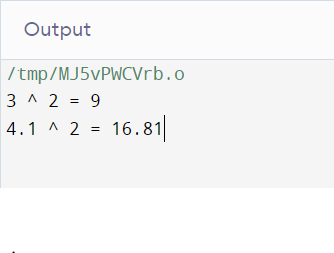 Output
/tmp/MJ5vPWCVrb.o
3 ^ 2 = 9
4.1 ^ 2 = 16.81